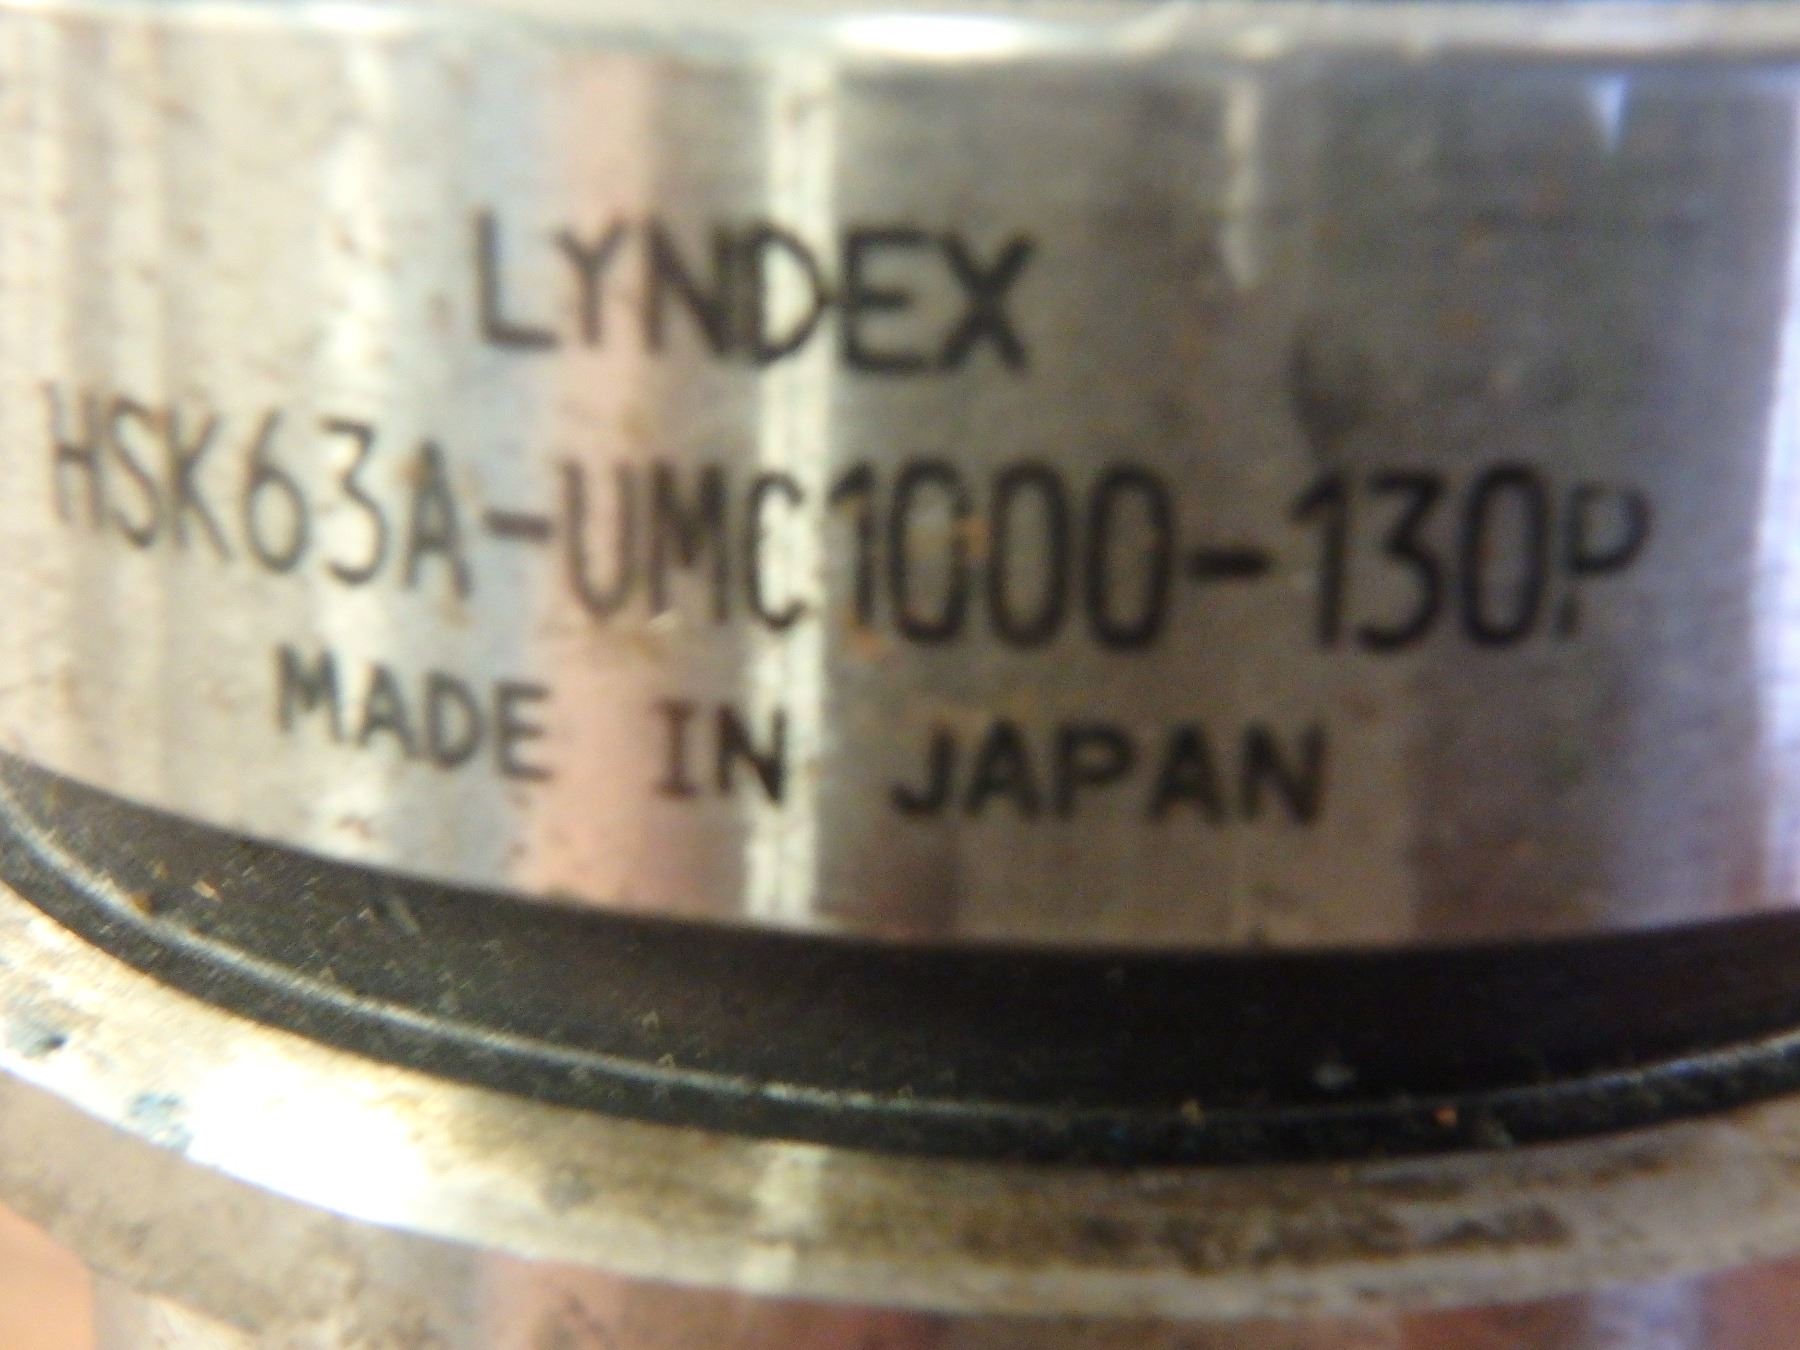 LYNDEX
HSK63A-UMC1000-130P
MADE IN JAPAN